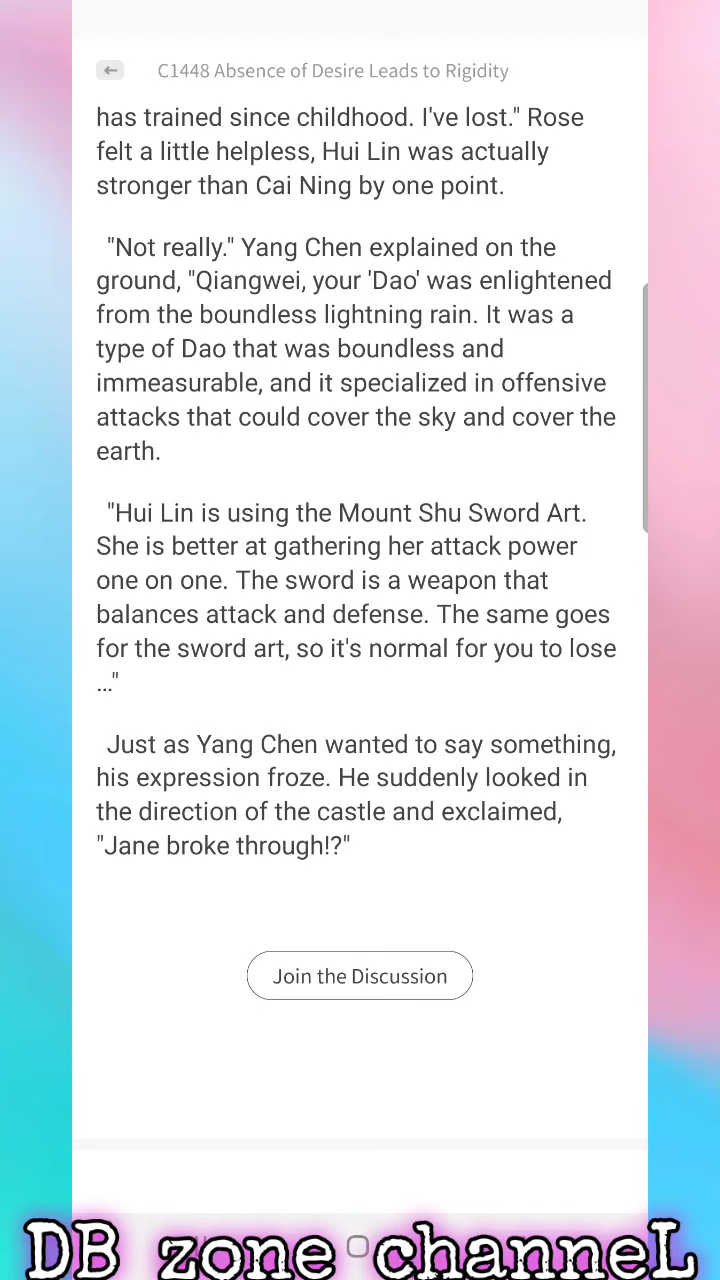 C1448 Absence of Desire Leads to Rigidity
has trained since childhood. I've lost." Rose
felt a little helpless, Hui Lin was actually
stronger than Cai Ning by one point.
"Not really." Yang Chen explained on the
ground, "Qiangwei, your 'Dao' was enlightened
from the boundless lightning rain. It was a
type of Dao that was boundless and
immeasurable, and it specialized in offensive
attacks that could cover the sky and cover the
earth.
"Hui Lin is using the Mount Shu Sword Art.
She is better at gathering her attack power
one on one. The sword is a weapon that
balances attack and defense. The same goes
for the sword art, so it's normal for you to lose
..."
Just as Yang Chen wanted to say something,
his expression froze. He suddenly looked in
the direction of the castle and exclaimed,
"Jane broke through!?"
Join the Discussion
DB zone channeL